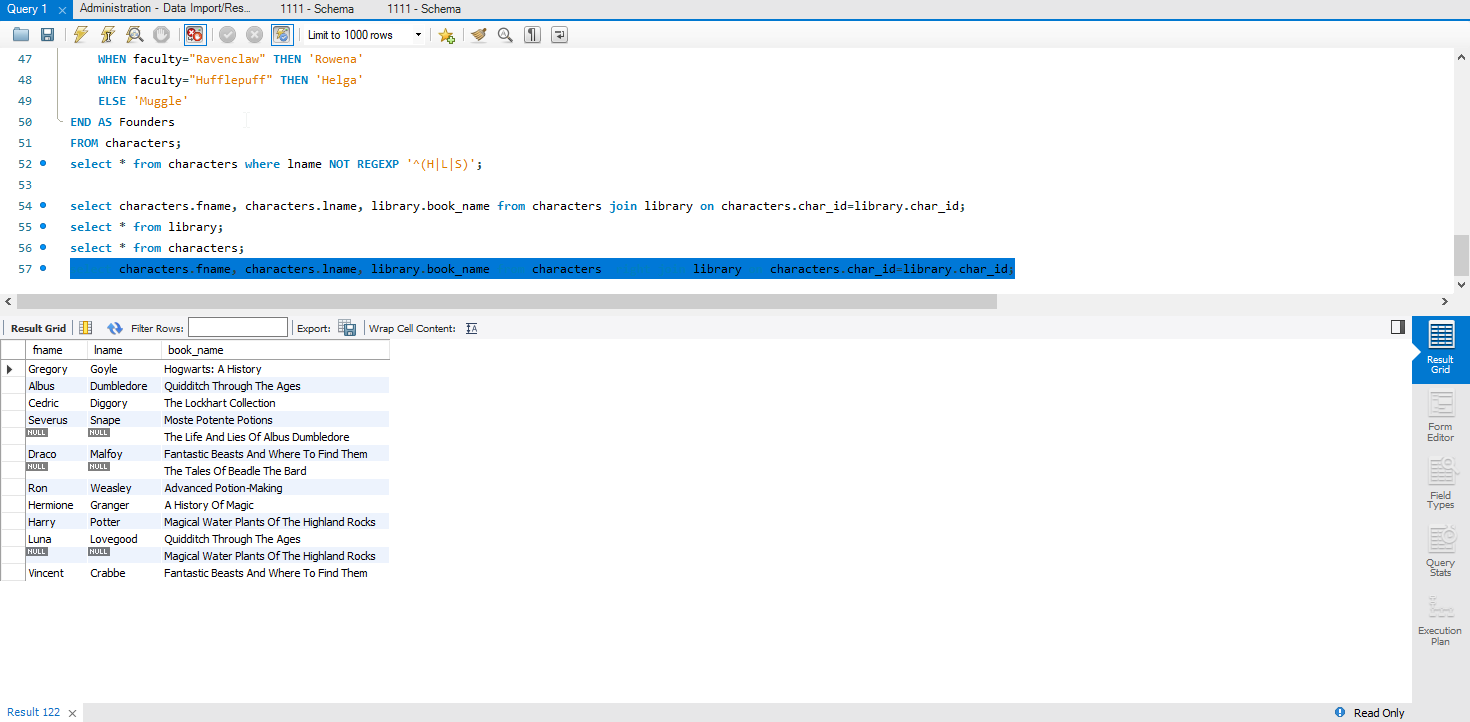 Query 1 Administration - Data Import/Res... 1111 - Schema 1111 - Schema
Limit to 1000 rows
47 WHEN faculty="Ravenclaw" THEN 'Rowena'
48 WHEN faculty="Hufflepuff" THEN 'Helga'
49 ELSE 'Muggle'
50 END AS Founders
51 FROM characters;
52 select * from characters where lname NOT REGEXP '^(H|L|S)';
53
54 select characters.fname, characters.lname, library.book_name from characters join library on characters.char_id=library.char_id;
55 select * from library;
56 select * from characters;
57 characters.fname, characters.lname, library.book_name characters library characters.char_id=library.char_id;
Result Grid Filter Rows: Export: Wrap Cell Content:
fname lname book_name
Gregory Goyle Hogwarts: A History
Albus Dumbledore Quidditch Through The Ages
Cedric Diggory The Lockhart Collection
Severus Snape Moste Potente Potions
NULL NULL The Life And Lies Of Albus Dumbledore
Draco Malfoy Fantastic Beasts And Where To Find Them
NULL NULL The Tales Of Beadle The Bard
Ron Weasley Advanced Potion-Making
Hermione Granger A History Of Magic
Harry Potter Magical Water Plants Of The Highland Rocks
Luna Lovegood Quidditch Through The Ages
NULL NULL Magical Water Plants Of The Highland Rocks
Vincent Crabbe Fantastic Beasts And Where To Find Them
Result
Grid
Form
Editor
Field
Types
Query
Stats
Execution
Plan
Result 122 Read Only